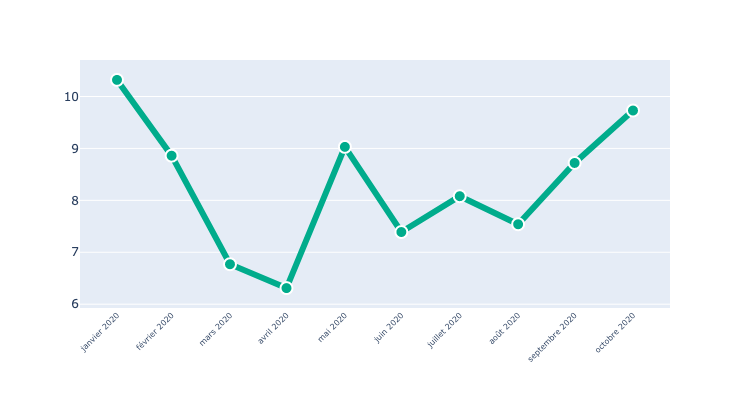 10
9
8
7
6
janvier 2020
février 2020
mars 2020
avril 2020
mai 2020
juin 2020
juillet 2020
août 2020
septembre 2020
octobre 2020